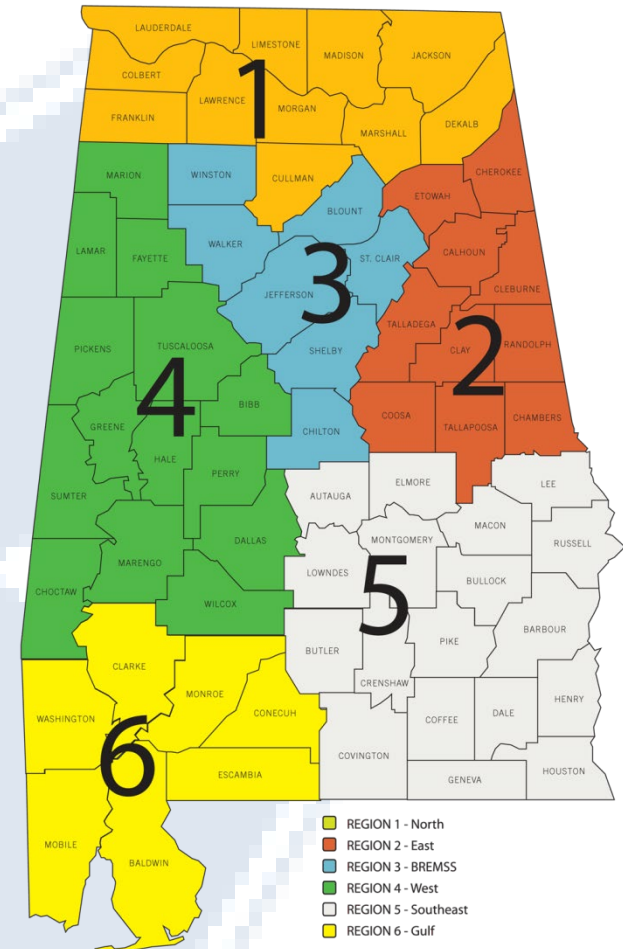 LAUDERDALE
LIMESTONE
MADISON
JACKSON
COLBERT
LAWRENCE
1
MORGAN
FRANKLIN
MARSHALL
DEKALB
CULLMAN
MARION
WINSTON
CHEROKEE
ETOWAH
BLOUNT
LAMAR
FAYETTE
WALKER
3
ST. CLAIR
CALHOUN
JEFFERSON
CLEBURNE
TALLADEGA
PICKENS
TUSCALOOSA
SHELBY
CLAY
2
RANDOLPH
4
BIBB
GREENE
COOSA
TALLAPOOSA
CHAMBERS
CHILTON
HALE
PERRY
SUMTER
AUTAUGA
ELMORE
LEE
MACON
DALLAS
MONTGOMERY
RUSSELL
MARENGO
LOWNDES
5
BULLOCK
CHOCTAW
WILCOX
BARBOUR
CLARKE
BUTLER
PIKE
MONROE
CRENSHAW
WASHINGTON
CONECUH
HENRY
COFFEE
DALE
6
COVINGTON
ESCAMBIA
GENEVA
HOUSTON
MOBILE
BALDWIN
REGION 1 - North
REGION 2 - East
REGION 3 - BREMSS
REGION 4 - West
REGION 5 - Southeast
REGION 6 - Gulf